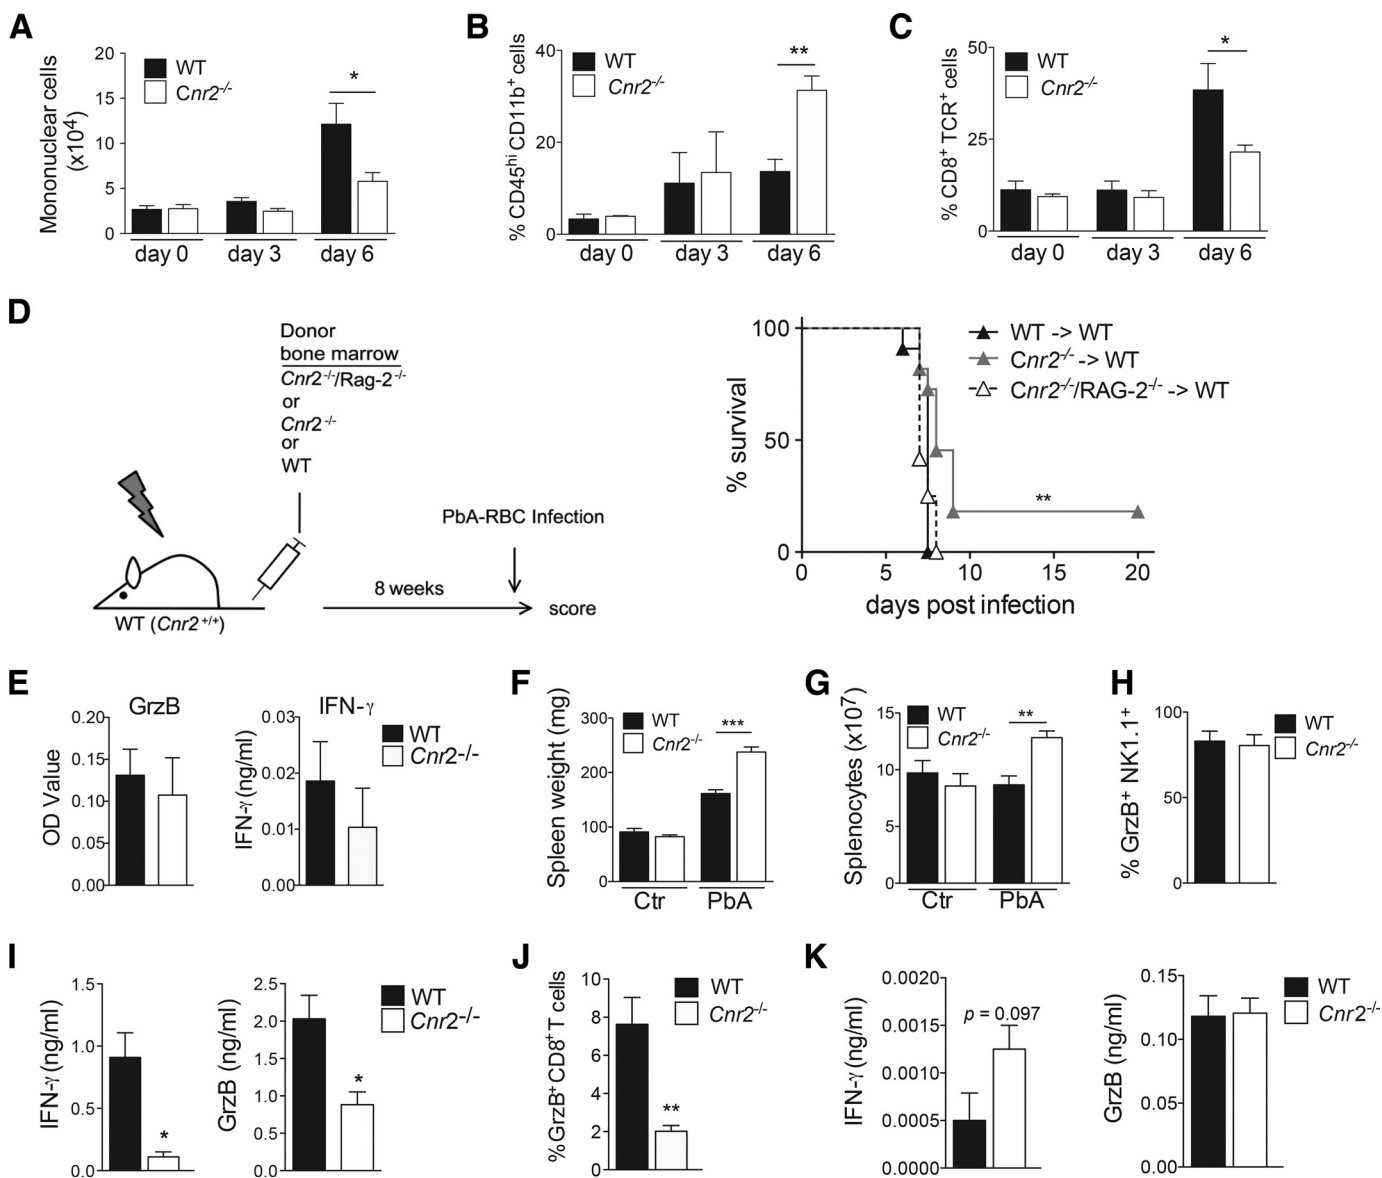 A
Mononuclear cells
(x10⁴)
20
15
10
5
0
WT
Cnr2⁻/⁻
*
day 0
day 3
day 6
B
% CD45ʰⁱ CD11b⁺ cells
40
20
0
WT
Cnr2⁻/⁻
**
day 0
day 3
day 6
C
% CD8⁺ TCR⁺ cells
50
25
0
WT
Cnr2⁻/⁻
*
day 0
day 3
day 6
D
Donor
bone marrow
Cnr2⁻/⁻/Rag-2⁻/⁻
or
Cnr2⁻/⁻
or
WT
PbA-RBC Infection
8 weeks
score
WT (Cnr2⁺/⁺)
% survival
100
50
0
0
5
10
15
20
days post infection
WT -> WT
Cnr2⁻/⁻ -> WT
Cnr2⁻/⁻/RAG-2⁻/⁻ -> WT
**
E
GrzB
OD Value
0.20
0.15
0.10
0.05
0.00
IFN-γ
IFN-γ (ng/ml)
0.03
0.02
0.01
0.00
WT
Cnr2-/-
F
Spleen weight (mg)
300
200
100
0
WT
Cnr2⁻/⁻
***
Ctr
PbA
G
Splenocytes (x10⁷)
15
10
5
0
WT
Cnr2⁻/⁻
**
Ctr
PbA
H
% GrzB⁺ NK1.1⁺
100
50
0
WT
Cnr2⁻/⁻
I
IFN-γ (ng/ml)
1.5
1.0
0.5
0.0
*
GrzB (ng/ml)
2.5
2.0
1.5
1.0
0.5
0.0
*
WT
Cnr2-/-
J
%GrzB⁺CD8⁺T cells
10
8
6
4
2
0
WT
Cnr2⁻/⁻
**
K
IFN-γ (ng/ml)
0.0020
0.0015
0.0010
0.0005
0.0000
p = 0.097
GrzB (ng/ml)
0.15
0.10
0.05
0.00
WT
Cnr2⁻/⁻